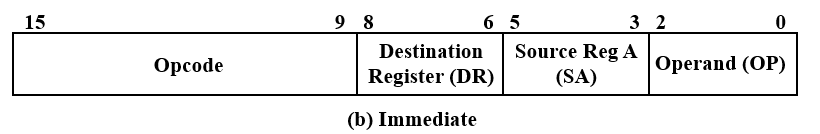 15 9 8 6 5 3 2 0
Opcode
Destination
Register (DR)
Source Reg A
(SA)
Operand (OP)
(b) Immediate